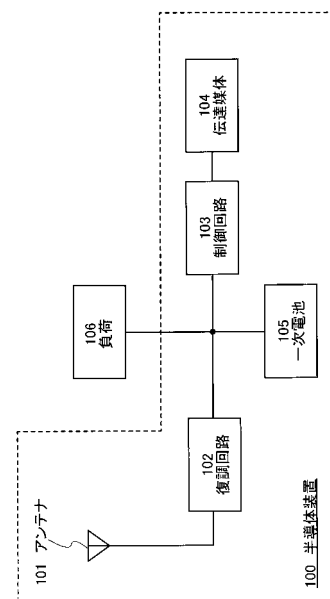 101 アンテナ
102
復調回路
106
負荷
103
制御回路
104
伝達媒体
105
一次電池
100 半導体装置